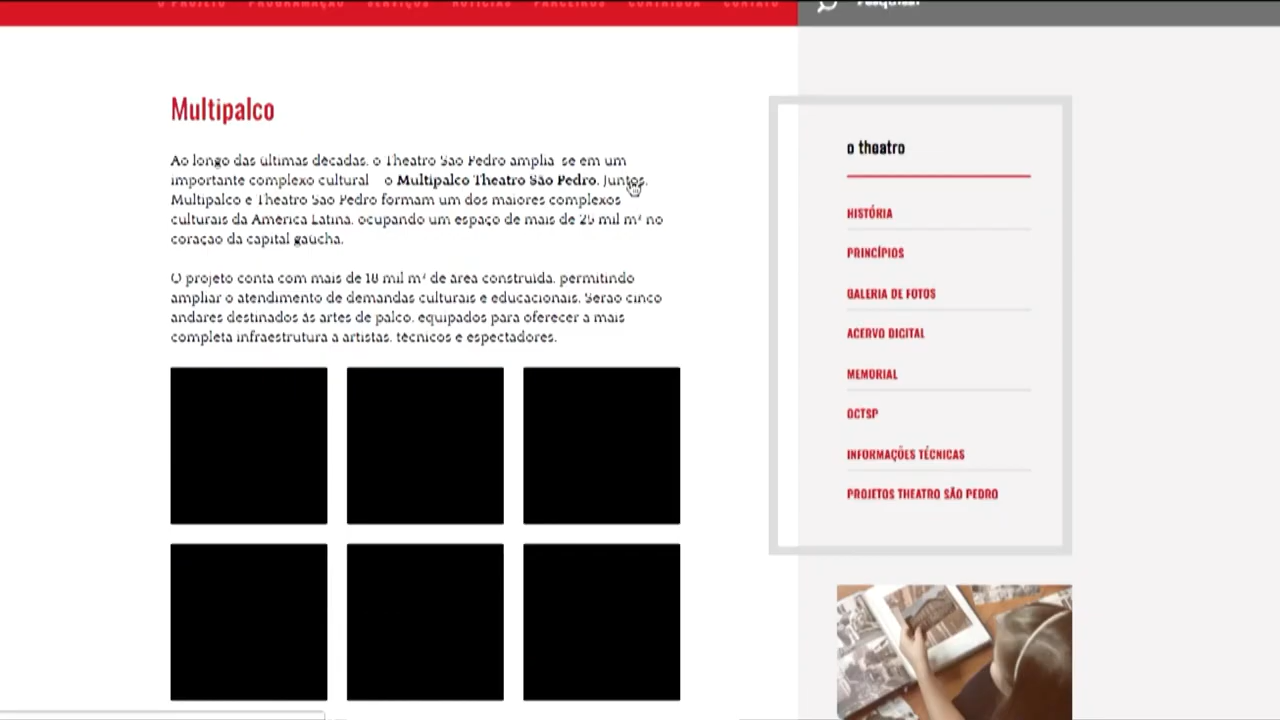 O PROJETO PROGRAMAÇÃO SERVIÇOS NOTÍCIAS PARCEIROS CONTRIBUA CONTATO
Pesquisar
Multipalco
Ao longo das últimas décadas, o Theatro São Pedro amplia-se em um
importante complexo cultural – o Multipalco Theatro São Pedro. Juntos,
Multipalco e Theatro São Pedro formam um dos maiores complexos
culturais da América Latina, ocupando um espaço de mais de 25 mil m² no
coração da capital gaúcha.
O projeto conta com mais de 18 mil m² de área construída, permitindo
ampliar o atendimento de demandas culturais e educacionais. Serão cinco
andares destinados às artes de palco, equipados para oferecer a mais
completa infraestrutura a artistas, técnicos e espectadores.
o theatro
HISTÓRIA
PRINCÍPIOS
GALERIA DE FOTOS
ACERVO DIGITAL
MEMORIAL
OCTSP
INFORMAÇÕES TÉCNICAS
PROJETOS THEATRO SÃO PEDRO